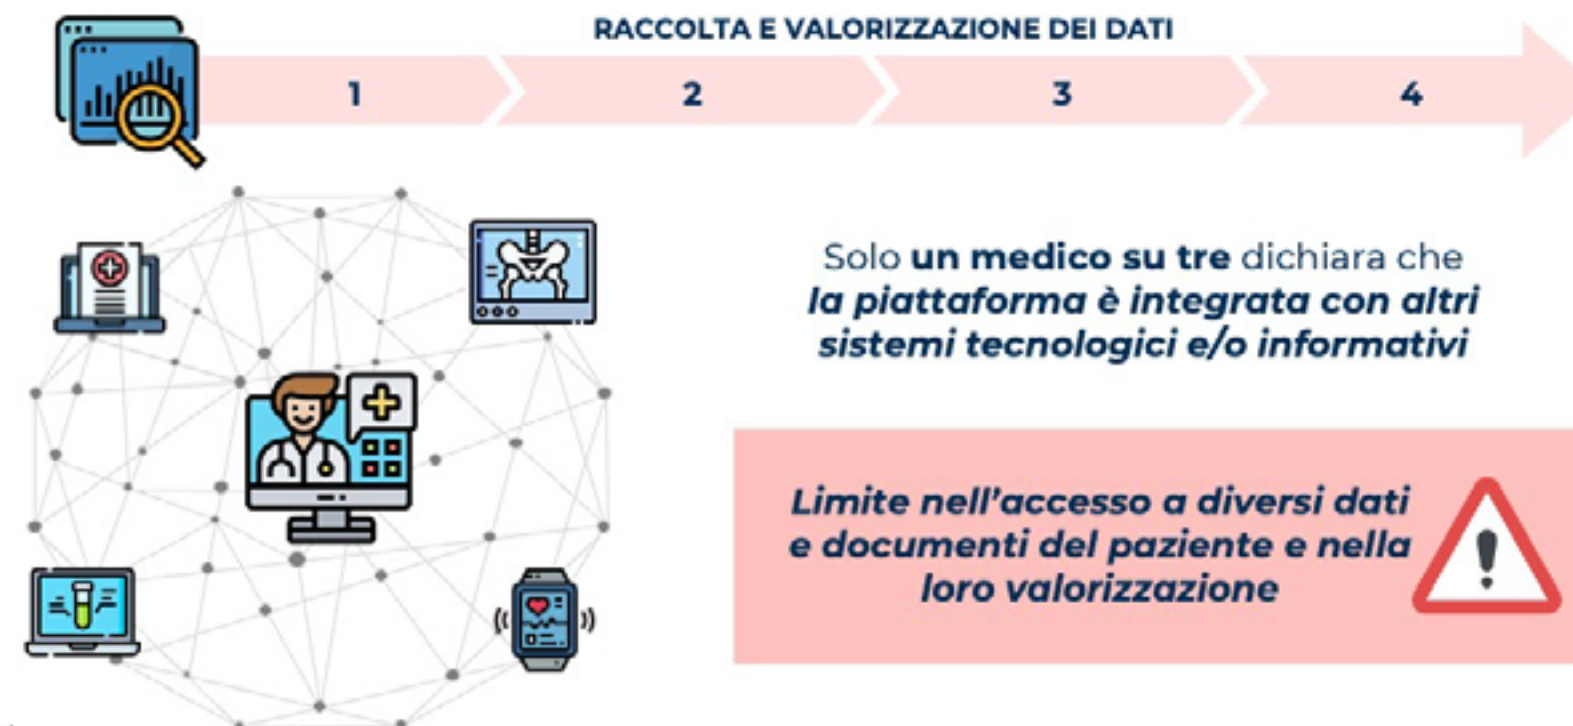 RACCOLTA E VALORIZZAZIONE DEI DATI
1 2 3 4
Solo un medico su tre dichiara che
la piattaforma è integrata con altri
sistemi tecnologici e/o informativi
Limite nell'accesso a diversi dati
e documenti del paziente e nella
loro valorizzazione